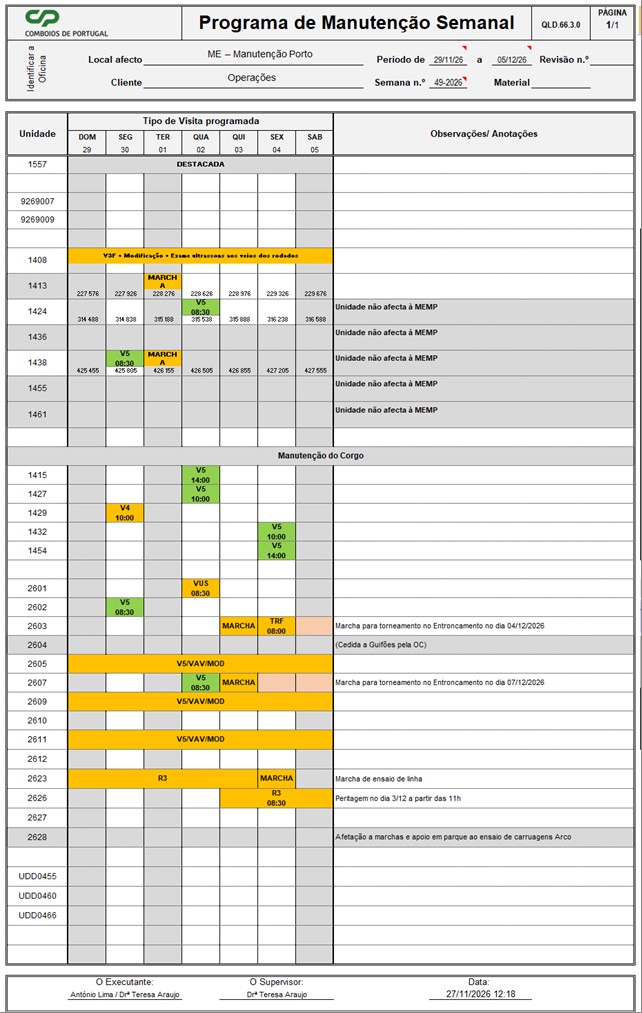 CP
COMBOIOS DE PORTUGAL
Programa de Manutenção Semanal
QLD.66.3.0
PÁGINA
1/1
Identificar a Oficina
Local afecto ME – Manutenção Porto Período de 29/11/26 a 05/12/26 Revisão n.º
Cliente Operações Semana n.º 49-2026 Material
Unidade Tipo de Visita programada Observações/ Anotações
DOM SEG TER QUA QUI SEX SAB
29 30 01 02 03 04 05
1557 DESTACADA
9269007
9269009
1408 V3F + Modificação + Exame ultrassons aos veios dos rodados
1413 MARCHA
227 576 227 926 228 276 228 626 228 976 229 326 229 676
1424 V5 08:30 Unidade não afecta à MEMP
314 488 314 838 315 188 315 538 315 888 316 238 316 588
1436 Unidade não afecta à MEMP
1438 V5 08:30 MARCHA Unidade não afecta à MEMP
425 455 425 805 426 155 426 505 426 855 427 205 427 555
1455 Unidade não afecta à MEMP
1461 Unidade não afecta à MEMP
Manutenção do Corgo
1415 V5 14:00
1427 V5 10:00
1429 V4 10:00
1432 V5 10:00
1454 V5 14:00
2601 VUS 08:30
2602 V5 08:30
2603 MARCHA TRF 08:00 Marcha para torneamento no Entroncamento no dia 04/12/2026
2604 (Cedida a Guifões pela OC)
2605 V5/VAV/MOD
2607 V5 08:30 MARCHA Marcha para torneamento no Entroncamento no dia 07/12/2026
2609 V5/VAV/MOD
2610
2611 V5/VAV/MOD
2612
2623 R3 MARCHA Marcha de ensaio de linha
2626 R3 08:30 Peritagem no dia 3/12 a partir das 11h
2627
2628 Afetação a marchas e apoio em parque ao ensaio de carruagens Arco
UDD0455
UDD0460
UDD0466
O Executante: O Supervisor: Data:
António Lima / Drª Teresa Araujo Drª Teresa Araujo 27/11/2026 12:18